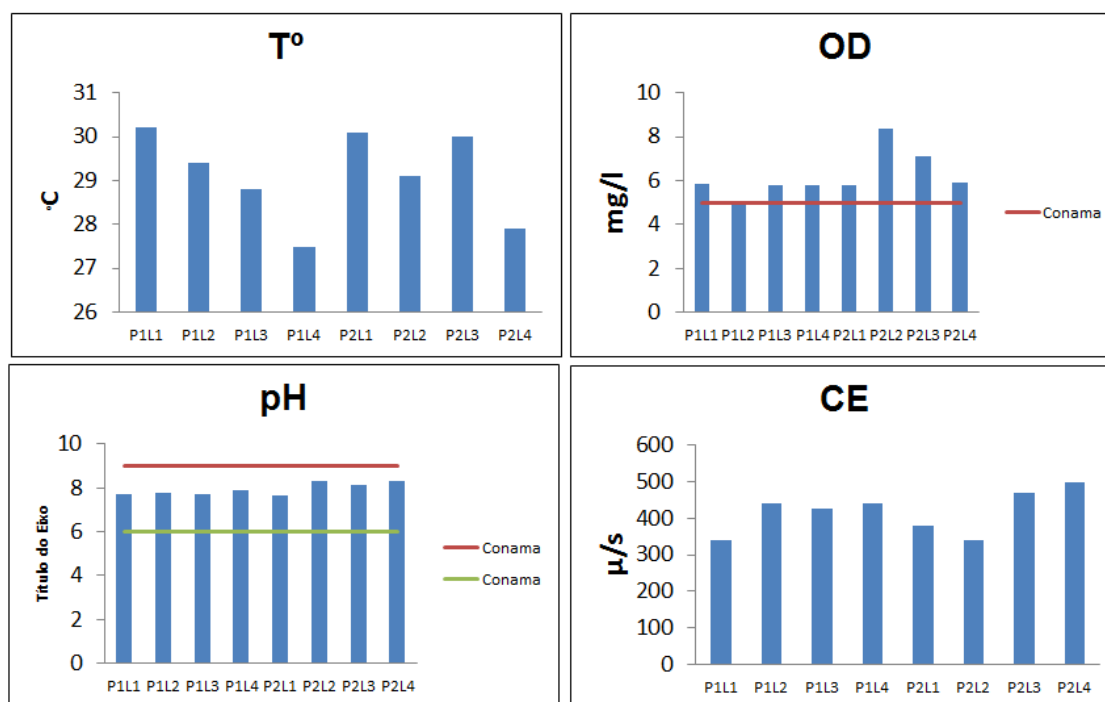 Tº
ºC
31
30
29
28
27
26
P1L1 P1L2 P1L3 P1L4 P2L1 P2L2 P2L3 P2L4
OD
mg/l
10
8
6
4
2
0
P1L1 P1L2 P1L3 P1L4 P2L1 P2L2 P2L3 P2L4
Conama
pH
Título do Eixo
10
8
6
4
2
0
P1L1 P1L2 P1L3 P1L4 P2L1 P2L2 P2L3 P2L4
Conama
Conama
CE
µ/s
600
500
400
300
200
100
0
P1L1 P1L2 P1L3 P1L4 P2L1 P2L2 P2L3 P2L4